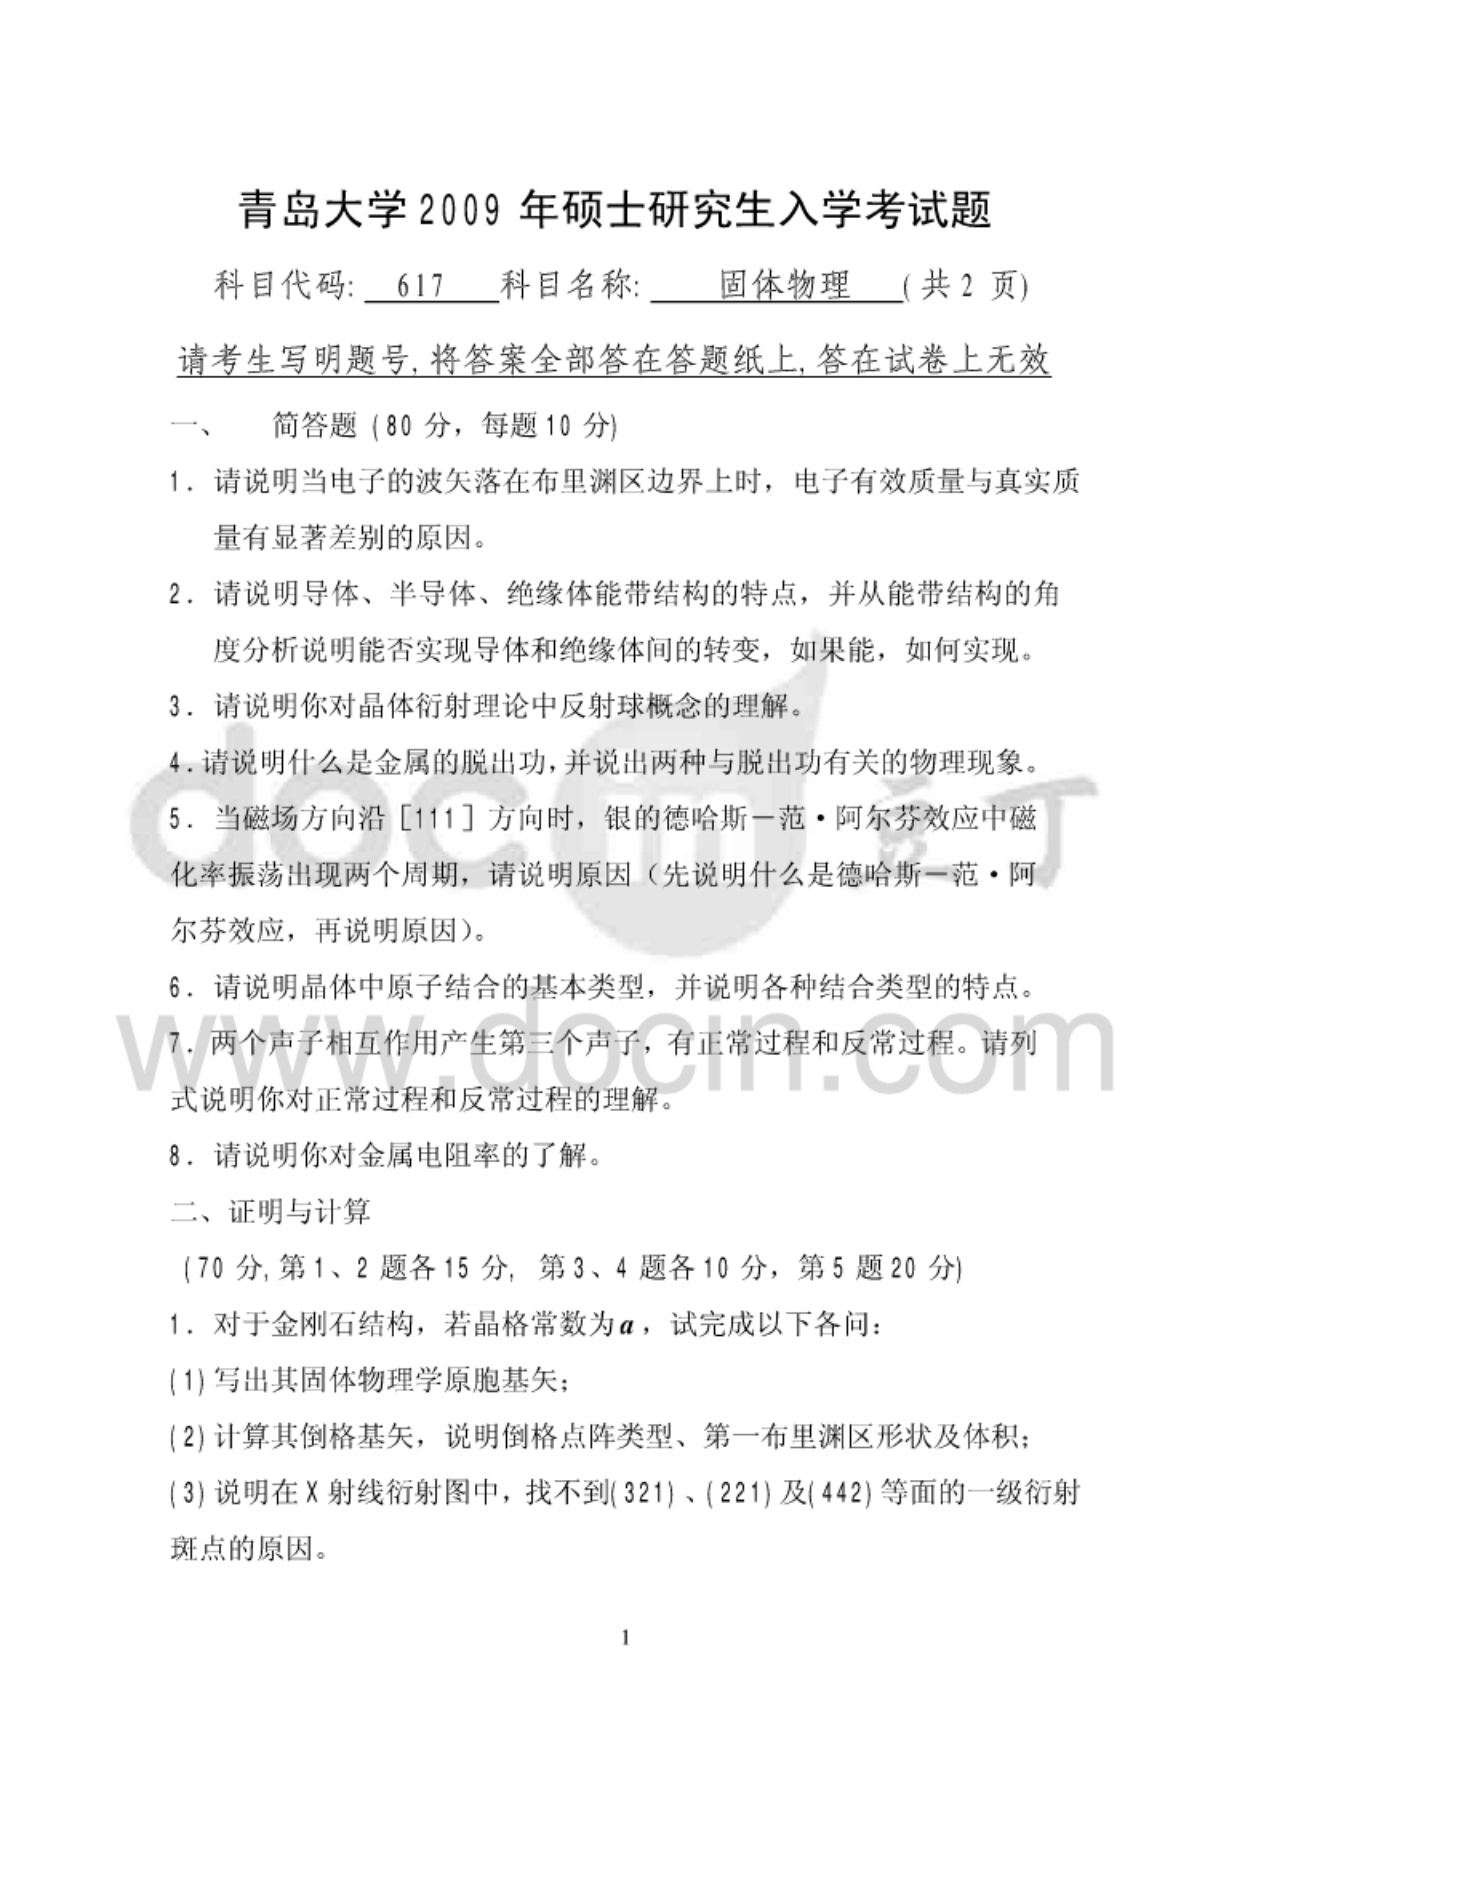 青岛大学2009 年硕士研究生入学考试题
科目代码: 617 科目名称: 固体物理 (共2 页)
请考生写明题号,将答案全部答在答题纸上,答在试卷上无效
一、 简答题 (80 分，每题10 分)
1. 请说明当电子的波矢落在布里渊区边界上时，电子有效质量与真实质
量有显著差别的原因。
2. 请说明导体、半导体、绝缘体能带结构的特点，并从能带结构的角
度分析说明能否实现导体和绝缘体间的转变，如果能，如何实现。
3. 请说明你对晶体衍射理论中反射球概念的理解。
4.请说明什么是金属的脱出功,并说出两种与脱出功有关的物理现象。
5. 当磁场方向沿［111］方向时，银的德哈斯－范·阿尔芬效应中磁
化率振荡出现两个周期，请说明原因（先说明什么是德哈斯－范·阿
尔芬效应，再说明原因）。
6. 请说明晶体中原子结合的基本类型，并说明各种结合类型的特点。
7.两个声子相互作用产生第三个声子，有正常过程和反常过程。请列
式说明你对正常过程和反常过程的理解。
8. 请说明你对金属电阻率的了解。
二、证明与计算
(70 分,第1、2 题各15 分, 第3、4 题各10 分，第5 题20 分)
1. 对于金刚石结构，若晶格常数为a，试完成以下各问：
(1)写出其固体物理学原胞基矢；
(2)计算其倒格基矢，说明倒格点阵类型、第一布里渊区形状及体积；
(3)说明在X 射线衍射图中，找不到(321)、(221)及(442)等面的一级衍射
斑点的原因。
1
docin 豆丁
www.docin.com